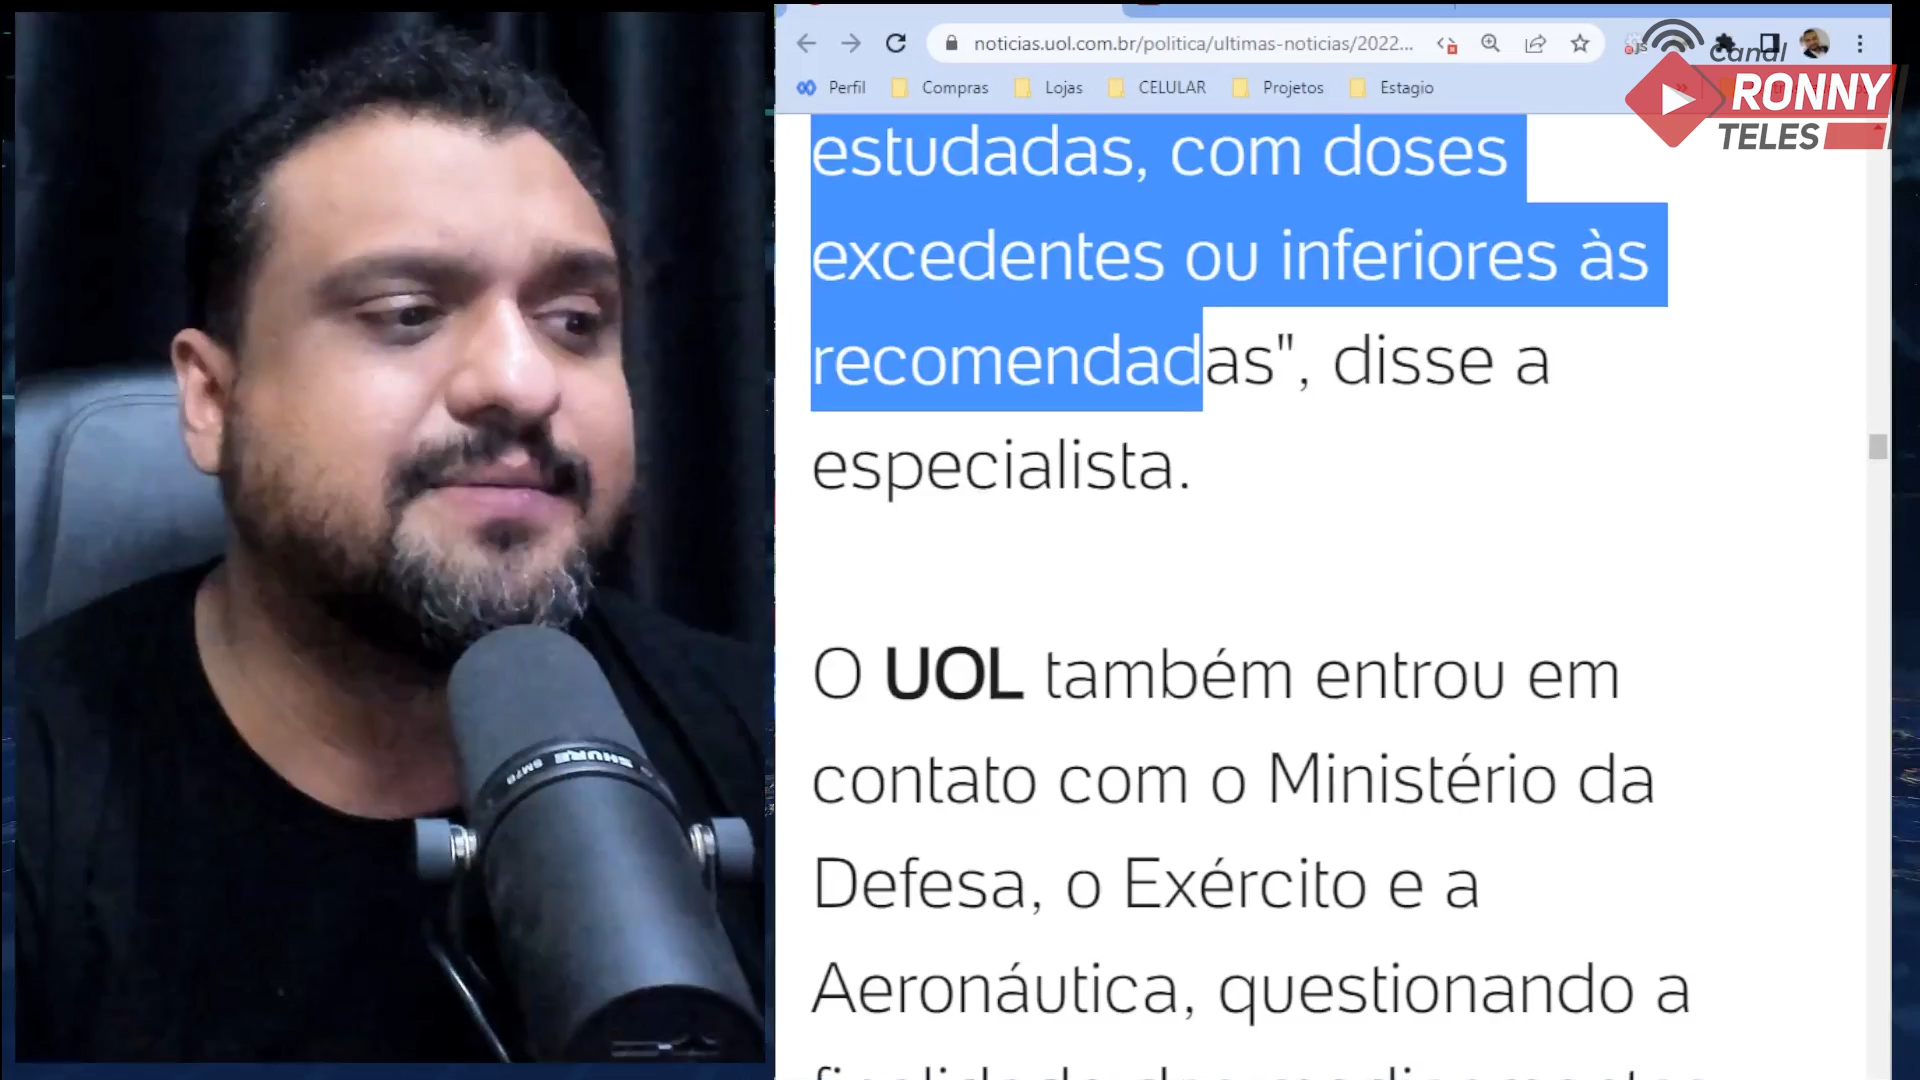 noticias.uol.com.br/politica/ultimas-noticias/2022...
Canal
RONNY
TELES
Perfil
Compras
Lojas
CELULAR
Projetos
Estagio
estudadas, com doses
excedentes ou inferiores às
recomendadas", disse a
especialista.
O UOL também entrou em
contato com o Ministério da
Defesa, o Exército e a
Aeronáutica, questionando a
SHURE SM7B